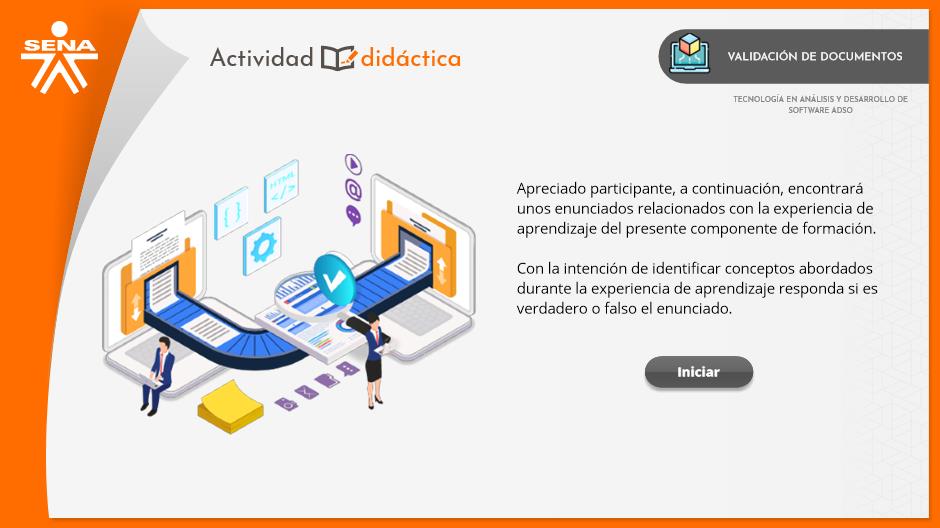 SENA
Actividad didáctica
VALIDACIÓN DE DOCUMENTOS
TECNOLOGÍA EN ANÁLISIS Y DESARROLLO DE
SOFTWARE ADSO
HTML
</>
{ }
Apreciado participante, a continuación, encontrará
unos enunciados relacionados con la experiencia de
aprendizaje del presente componente de formación.
Con la intención de identificar conceptos abordados
durante la experiencia de aprendizaje responda si es
verdadero o falso el enunciado.
Iniciar